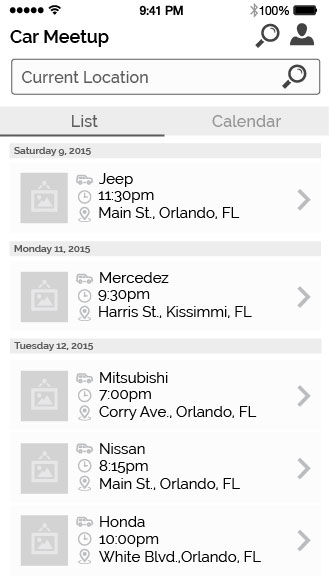 9:41 PM
100%
Car Meetup
Current Location
List
Calendar
Saturday 9, 2015
Jeep
11:30pm
Main St., Orlando, FL
Monday 11, 2015
Mercedez
9:30pm
Harris St., Kissimmi, FL
Tuesday 12, 2015
Mitsubishi
7:00pm
Corry Ave., Orlando, FL
Nissan
8:15pm
Main St., Orlando, FL
Honda
10:00pm
White Blvd.,Orlando, FL